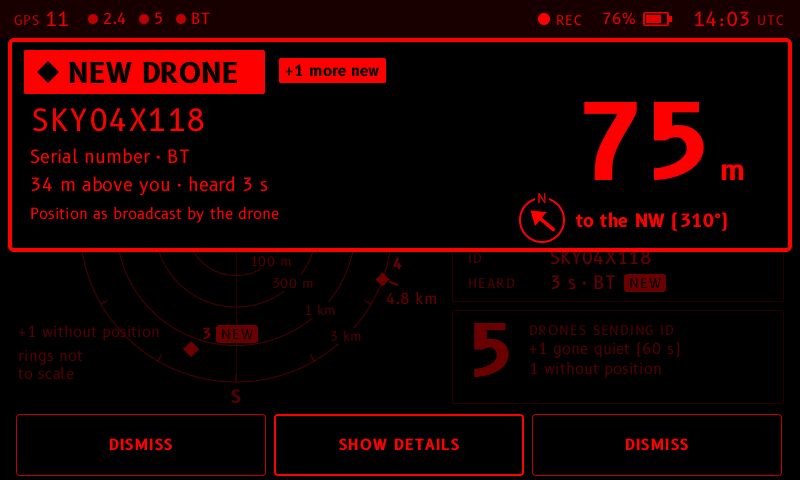 GPS 11 2.4 5 BT REC 76% 14:03 UTC
NEW DRONE +1 more new
SKY04X118
Serial number · BT
34 m above you · heard 3 s
Position as broadcast by the drone
75 m
N
to the NW (310°)
100 m
300 m
1 km
3 km
4
4.8 km
+1 without position
3 NEW
rings not
to scale
S
ID SKY04X118
HEARD 3 s · BT NEW
5 DRONES SENDING ID
+1 gone quiet (60 s)
1 without position
DISMISS SHOW DETAILS DISMISS